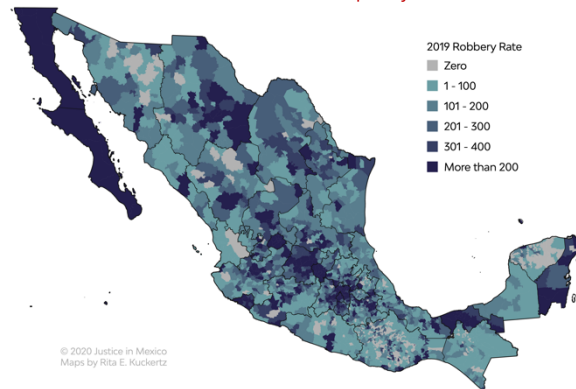 2019 Robbery Rate
Zero
1 - 100
101 - 200
201 - 300
301 - 400
More than 200
© 2020 Justice in Mexico
Maps by Rita E. Kuckertz